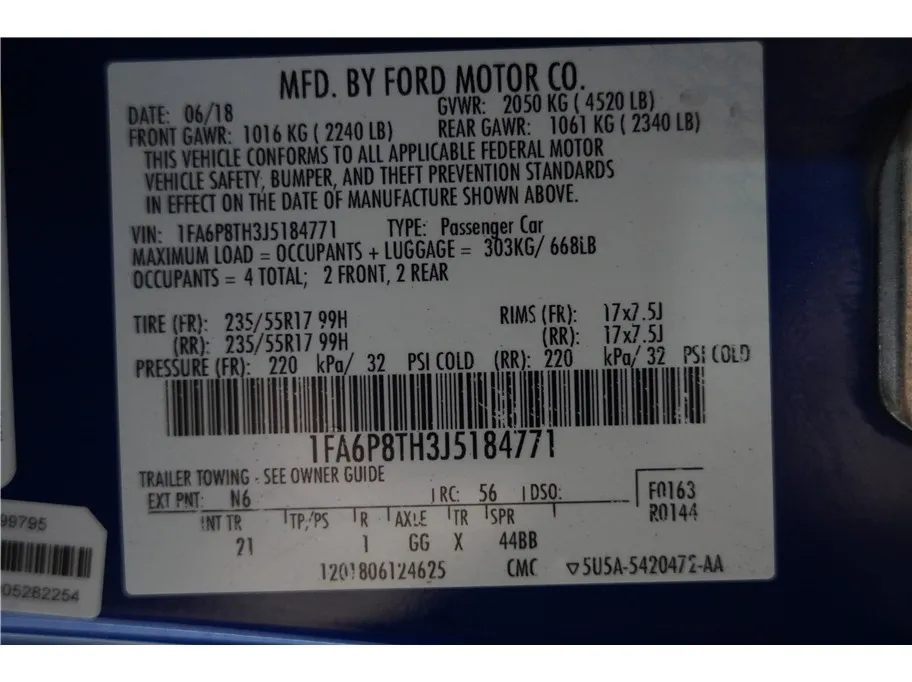 MFD. BY FORD MOTOR CO.
DATE: 06/18 GVWR: 2050 KG ( 4520 LB)
FRONT GAWR: 1016 KG ( 2240 LB) REAR GAWR: 1061 KG ( 2340 LB)
THIS VEHICLE CONFORMS TO ALL APPLICABLE FEDERAL MOTOR
VEHICLE SAFETY, BUMPER, AND THEFT PREVENTION STANDARDS
IN EFFECT ON THE DATE OF MANUFACTURE SHOWN ABOVE.
VIN: 1FA6P8TH3J5184771 TYPE: Passenger Car
MAXIMUM LOAD = OCCUPANTS + LUGGAGE = 303KG/ 668LB
OCCUPANTS = 4 TOTAL; 2 FRONT, 2 REAR
TIRE (FR): 235/55R17 99H RIMS (FR): 17x7.5J
(RR): 235/55R17 99H (RR): 17x7.5J
PRESSURE (FR): 220 kPa/ 32 PSI COLD (RR): 220 kPa/ 32 PSI COLD
1FA6P8TH3J5184771
TRAILER TOWING - SEE OWNER GUIDE
EXT PNT: N6 RC: 56 DSO: F0163
R0144
INT TR TP/PS R AXLE TR SPR
21 1 GG X 44BB
1201806124625 CMC ▽5U5A-5420472-AA
99795
05282254